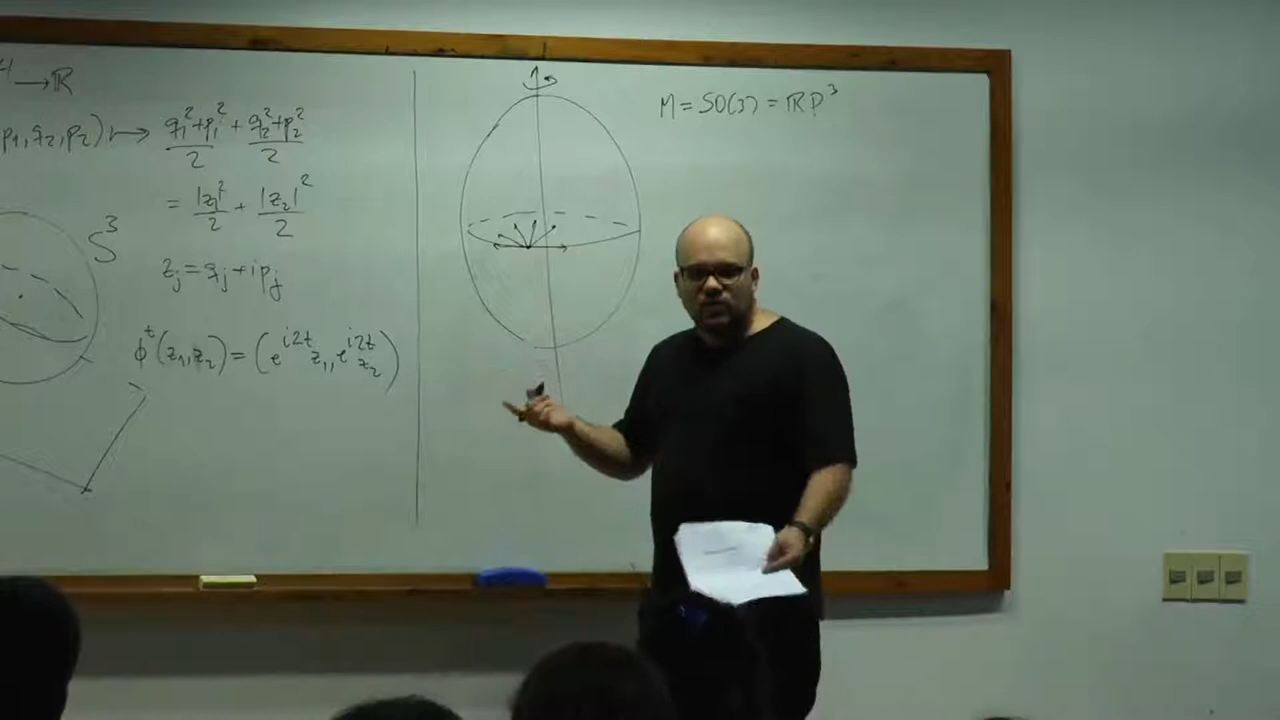 H → ℝ
p₁, q₂, p₂) ↦ (q₁² + p₁²)/2 + (q₂² + p₂²)/2
= |z₁|²/2 + |z₂|²/2
S³
z_j = q_j + ip_j
ϕᵗ(z₁, z₂) = (e^{i2t} z₁, e^{i2t} z₂)
M = SO(3) = ℝP³